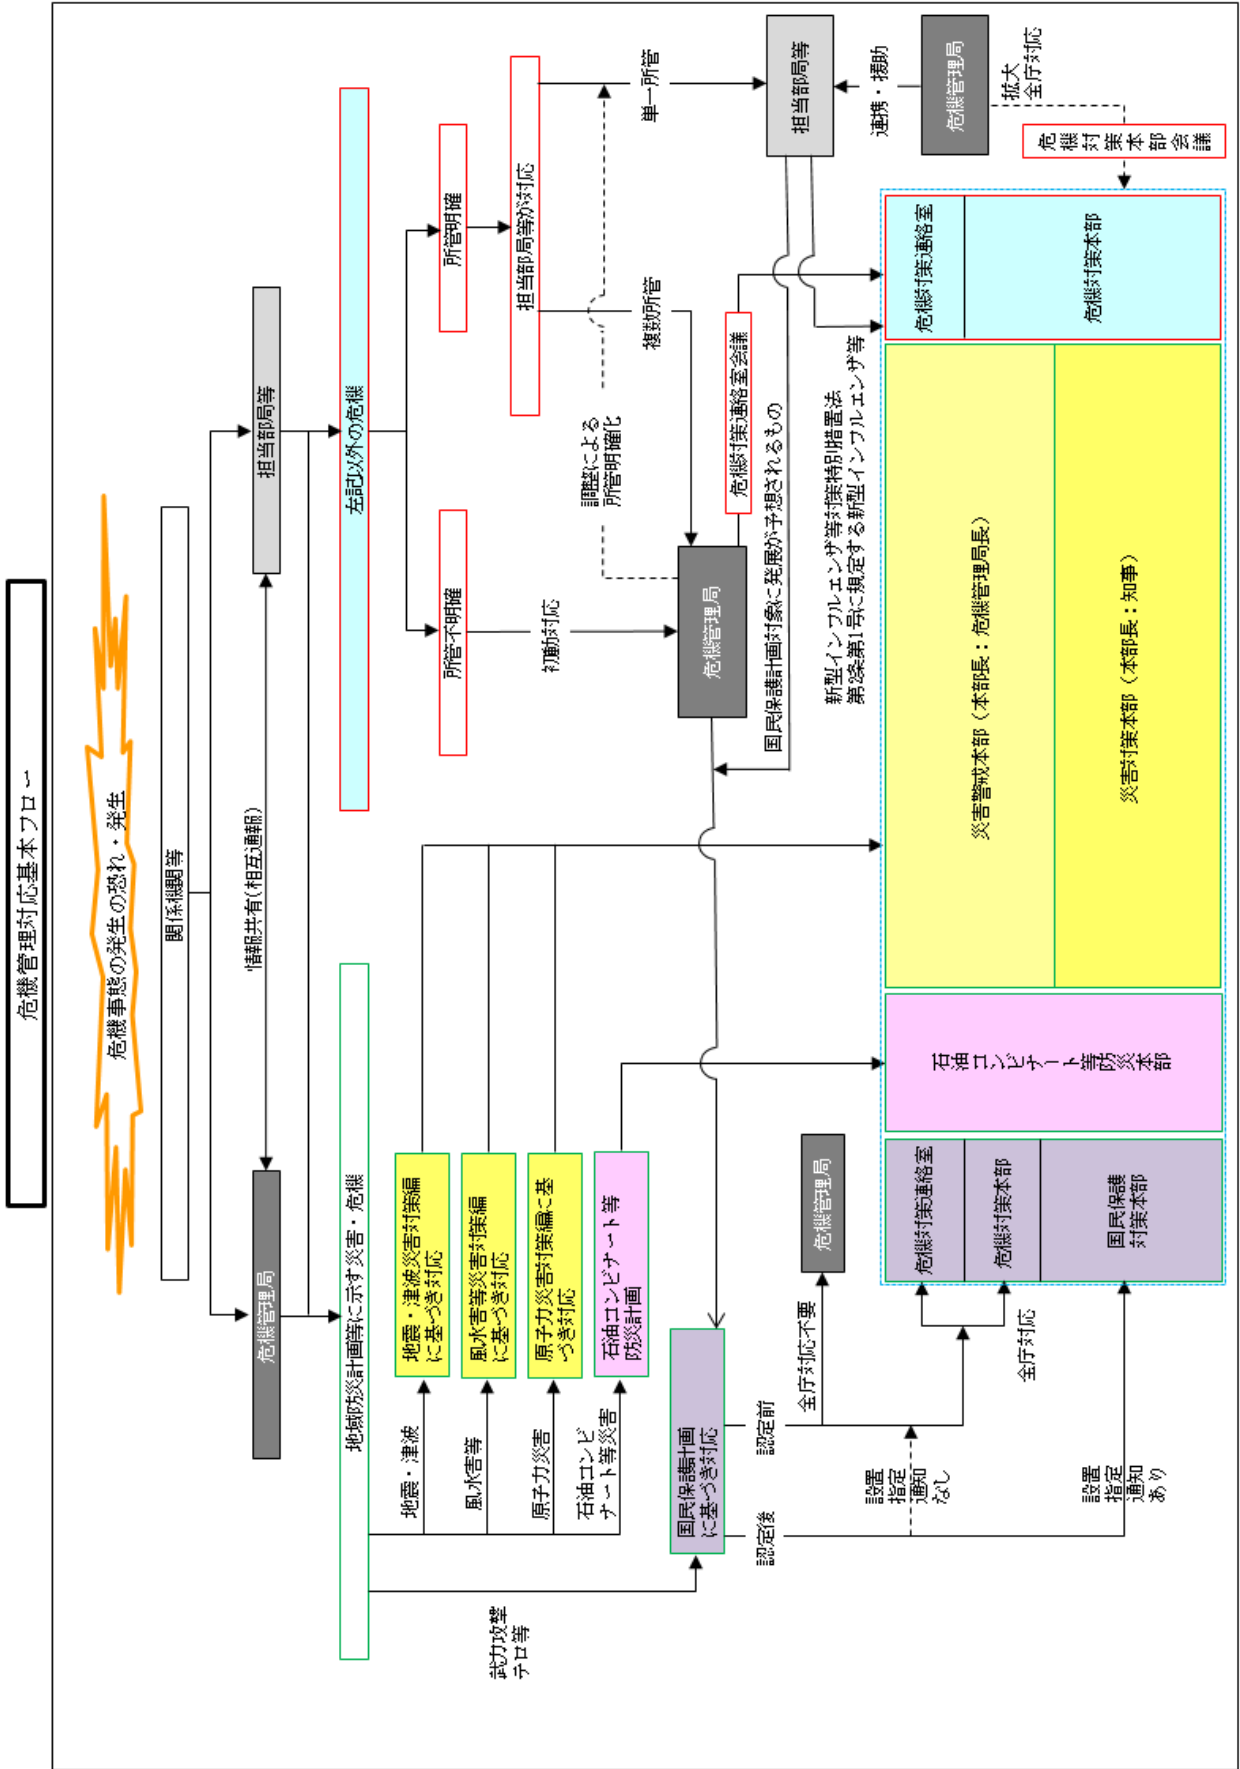 危機管理対応基本フロー
危機事態の発生の恐れ・発生
関係機関等
危機管理局
情報共有(相互通報)
担当部局等
地域防災計画等に示す災害・危機
左記以外の危機
武力攻撃
テロ等
地震・津波
風水害等
原子力災害
石油コンビ
ナート等災害
地震・津波災害対策編
に基づき対応
風水害等災害対策編
に基づき対応
原子力災害対策編に基
づき対応
石油コンビナート等
防災計画
所管不明確
所管明確
担当部局等が対応
初動対応
調整による
所管明確化
複数所管
単一所管
国民保護計画
に基づき対応
危機管理局
担当部局等
危機対策連絡室会議
国民保護計画対象に発展が予想されるもの
連携・援助
危機管理局
拡大
全庁対応
危機対策本部会議
新型インフルエンザ等対策特別措置法
第2条第1号に規定する新型インフルエンザ等
認定後
認定前
全庁対応不要
危機管理局
設置
指定
通知
なし
全庁対応
設置
指定
通知
あり
危機対策連絡室
危機対策本部
国民保護
対策本部
石油コンビナート等防災本部
災害警戒本部（本部長：危機管理局長）
災害対策本部（本部長：知事）
危機対策連絡室
危機対策本部